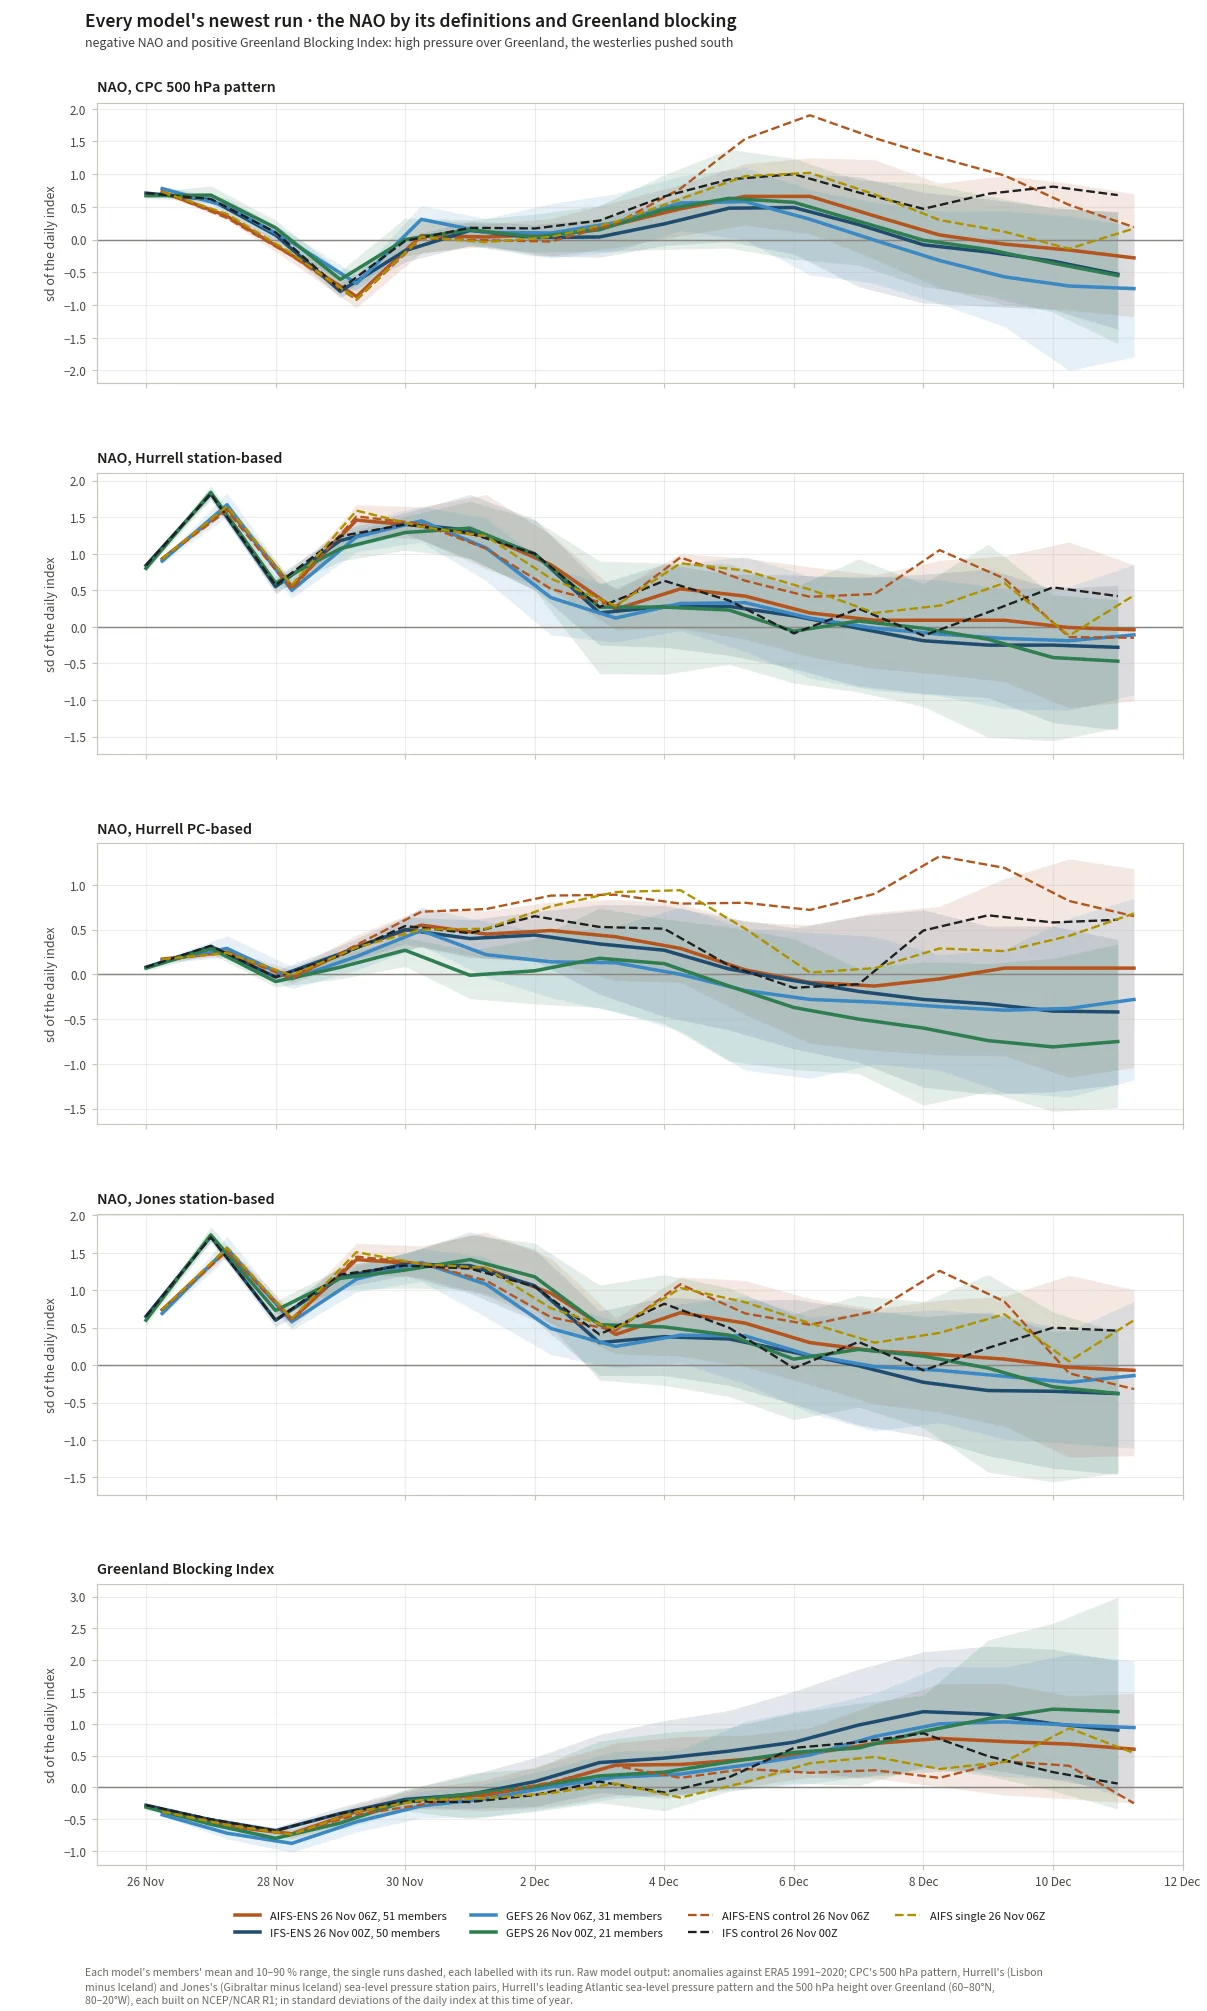 Every model's newest run · the NAO by its definitions and Greenland blocking
negative NAO and positive Greenland Blocking Index: high pressure over Greenland, the westerlies pushed south
NAO, CPC 500 hPa pattern
2.0
1.5
1.0
0.5
0.0
−0.5
−1.0
−1.5
−2.0
sd of the daily index
NAO, Hurrell station-based
2.0
1.5
1.0
0.5
0.0
−0.5
−1.0
−1.5
sd of the daily index
NAO, Hurrell PC-based
1.0
0.5
0.0
−0.5
−1.0
−1.5
sd of the daily index
NAO, Jones station-based
2.0
1.5
1.0
0.5
0.0
−0.5
−1.0
−1.5
sd of the daily index
Greenland Blocking Index
3.0
2.5
2.0
1.5
1.0
0.5
0.0
−0.5
−1.0
sd of the daily index
26 Nov 28 Nov 30 Nov 2 Dec 4 Dec 6 Dec 8 Dec 10 Dec 12 Dec
AIFS-ENS 26 Nov 06Z, 51 members GEFS 26 Nov 06Z, 31 members AIFS-ENS control 26 Nov 06Z AIFS single 26 Nov 06Z
IFS-ENS 26 Nov 00Z, 50 members GEPS 26 Nov 00Z, 21 members IFS control 26 Nov 00Z
Each model's members' mean and 10–90 % range, the single runs dashed, each labelled with its run. Raw model output: anomalies against ERA5 1991–2020; CPC's 500 hPa pattern, Hurrell's (Lisbon
minus Iceland) and Jones's (Gibraltar minus Iceland) sea-level pressure station pairs, Hurrell's leading Atlantic sea-level pressure pattern and the 500 hPa height over Greenland (60–80°N,
80–20°W), each built on NCEP/NCAR R1; in standard deviations of the daily index at this time of year.